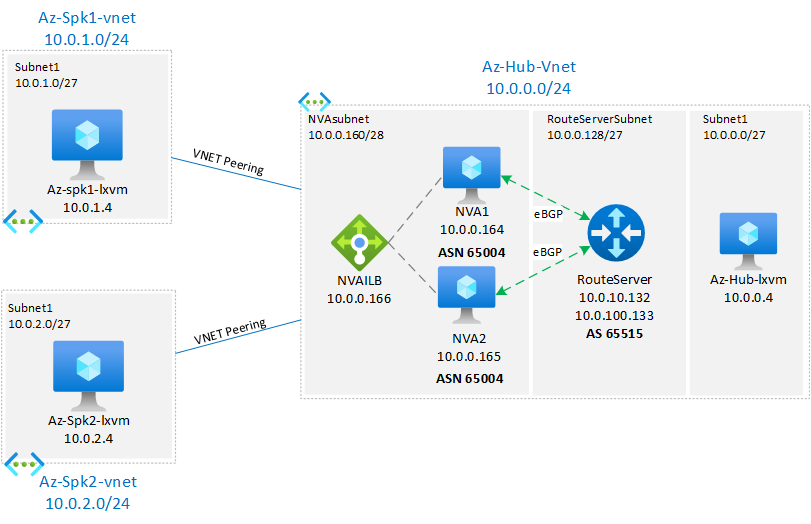 Az-Spk1-vnet
10.0.1.0/24
Subnet1
10.0.1.0/27
Az-spk1-lxvm
10.0.1.4
VNET Peering
Az-Hub-Vnet
10.0.0.0/24
NVAsubnet
10.0.0.160/28
NVAILB
10.0.0.166
NVA1
10.0.0.164
ASN 65004
NVA2
10.0.0.165
ASN 65004
eBGP
eBGP
RouteServerSubnet
10.0.0.128/27
RouteServer
10.0.10.132
10.0.100.133
AS 65515
Subnet1
10.0.0.0/27
Az-Hub-lxvm
10.0.0.4
Subnet1
10.0.2.0/27
Az-Spk2-lxvm
10.0.2.4
VNET Peering
Az-Spk2-vnet
10.0.2.0/24